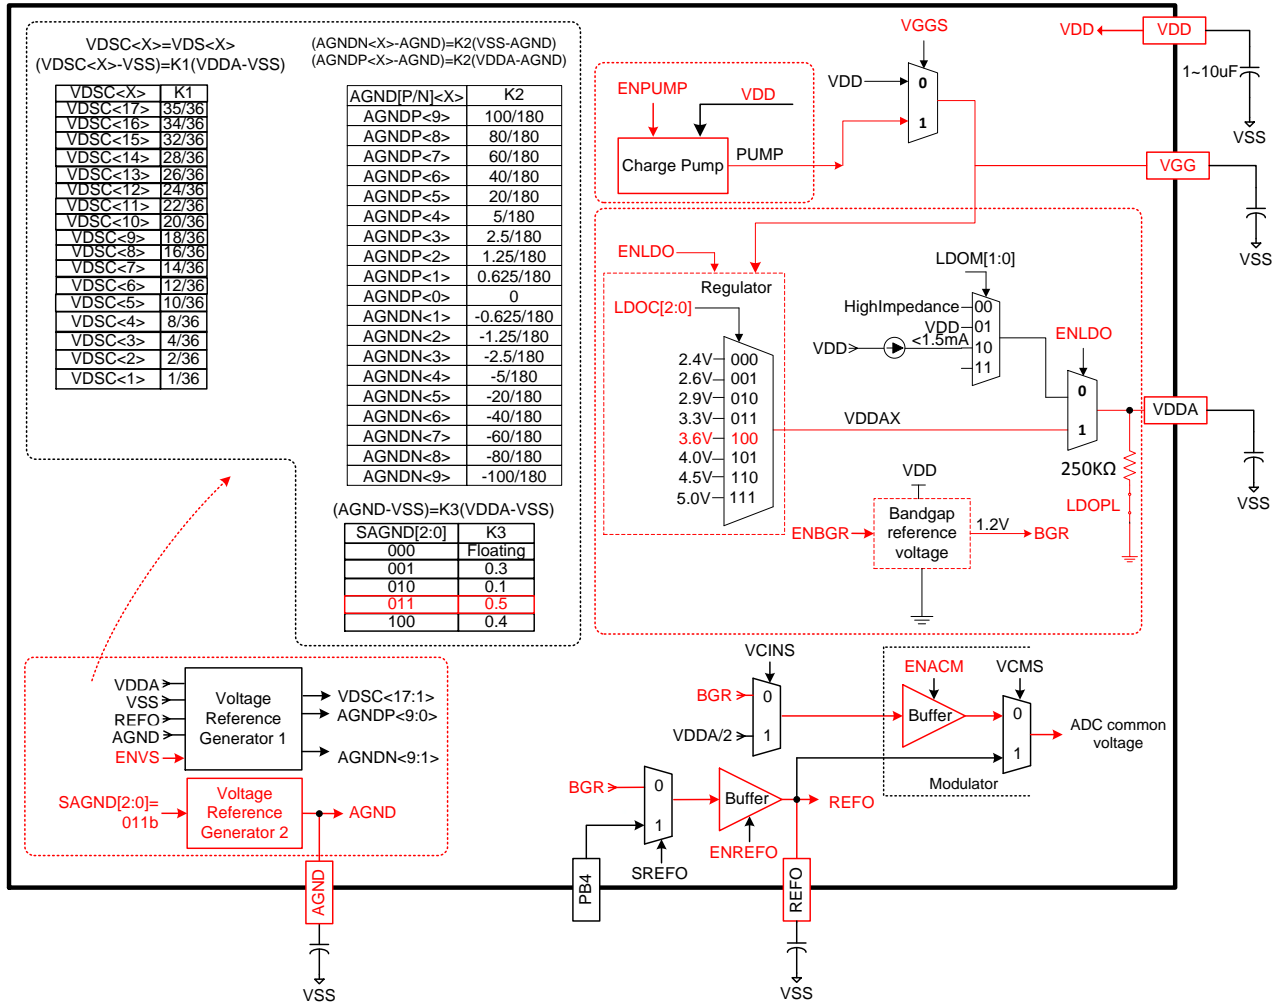 VDSC<X>=VDS<X>
(VDSC<X>-VSS)=K1(VDDA-VSS)
VDSC<X> K1
VDSC<17> 35/36
VDSC<16> 34/36
VDSC<15> 32/36
VDSC<14> 28/36
VDSC<13> 26/36
VDSC<12> 24/36
VDSC<11> 22/36
VDSC<10> 20/36
VDSC<9> 18/36
VDSC<8> 16/36
VDSC<7> 14/36
VDSC<6> 12/36
VDSC<5> 10/36
VDSC<4> 8/36
VDSC<3> 4/36
VDSC<2> 2/36
VDSC<1> 1/36
(AGNDN<X>-AGND)=K2(VSS-AGND)
(AGNDP<X>-AGND)=K2(VDDA-AGND)
AGND[P/N]<X> K2
AGNDP<9> 100/180
AGNDP<8> 80/180
AGNDP<7> 60/180
AGNDP<6> 40/180
AGNDP<5> 20/180
AGNDP<4> 5/180
AGNDP<3> 2.5/180
AGNDP<2> 1.25/180
AGNDP<1> 0.625/180
AGNDP<0> 0
AGNDN<1> -0.625/180
AGNDN<2> -1.25/180
AGNDN<3> -2.5/180
AGNDN<4> -5/180
AGNDN<5> -20/180
AGNDN<6> -40/180
AGNDN<7> -60/180
AGNDN<8> -80/180
AGNDN<9> -100/180
(AGND-VSS)=K3(VDDA-VSS)
SAGND[2:0] K3
000 Floating
001 0.3
010 0.1
011 0.5
100 0.4
VGGS
VDD
0
1
ENPUMP
VDD
Charge Pump
PUMP
VDD
VDD
1~10uF
VSS
VGG
VSS
ENLDO
Regulator
LDOC[2:0]
2.4V 000
2.6V 001
2.9V 010
3.3V 011
3.6V 100
4.0V 101
4.5V 110
5.0V 111
LDOM[1:0]
HighImpedance 00
VDD 01
VDD <1.5mA 10
11
ENLDO
0
1
VDDAX
VDDA
VSS
250KΩ
LDOPL
VDD
ENBGR
Bandgap
reference
voltage
1.2V
BGR
VDDA
VSS
REFO
AGND
ENVS
Voltage
Reference
Generator 1
VDSC<17:1>
AGNDP<9:0>
AGNDN<9:1>
SAGND[2:0]=
011b
Voltage
Reference
Generator 2
AGND
AGND
VSS
VCINS
BGR
0
VDDA/2
1
ENACM
Buffer
VCMS
0
1
Modulator
ADC common
voltage
BGR
0
1
SREFO
PB4
Buffer
ENREFO
REFO
REFO
VSS